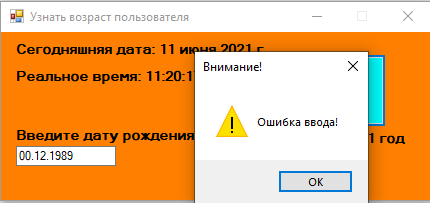 Узнать возраст пользователя
Сегодняшняя дата: 11 июня 2021 г
Реальное время: 11:20:1
Внимание!
Ошибка ввода!
OK
Введите дату рождения
1 год
00.12.1989